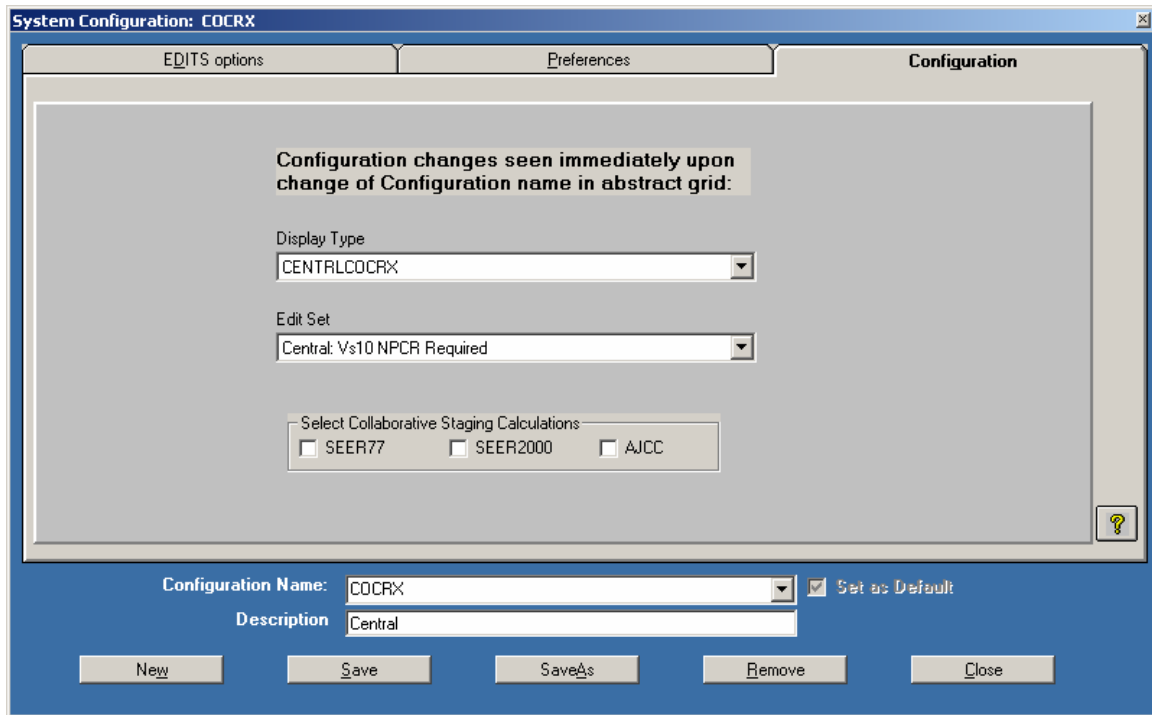 System Configuration: COCRX
EDITS options
Preferences
Configuration
Configuration changes seen immediately upon
change of Configuration name in abstract grid:
Display Type
CENTRLCOCRX
Edit Set
Central: Vs10 NPCR Required
Select Collaborative Staging Calculations
SEER77 SEER2000 AJCC
?
Configuration Name: COCRX Set as Default
Description Central
New Save SaveAs Remove Close